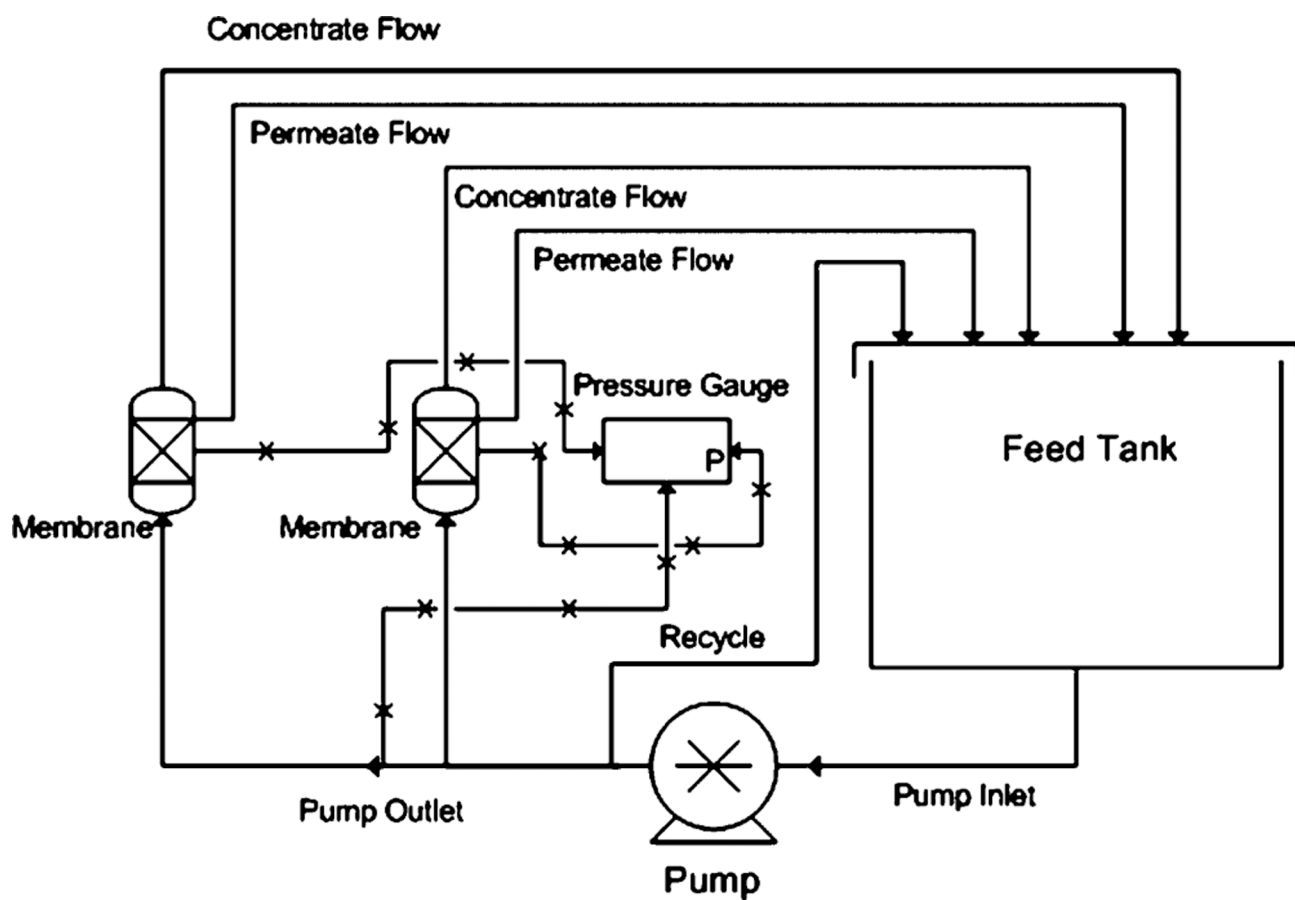 Concentrate Flow
Permeate Flow
Concentrate Flow
Permeate Flow
Pressure Gauge
P
Feed Tank
Membrane
Membrane
Recycle
Pump Outlet
Pump Inlet
Pump